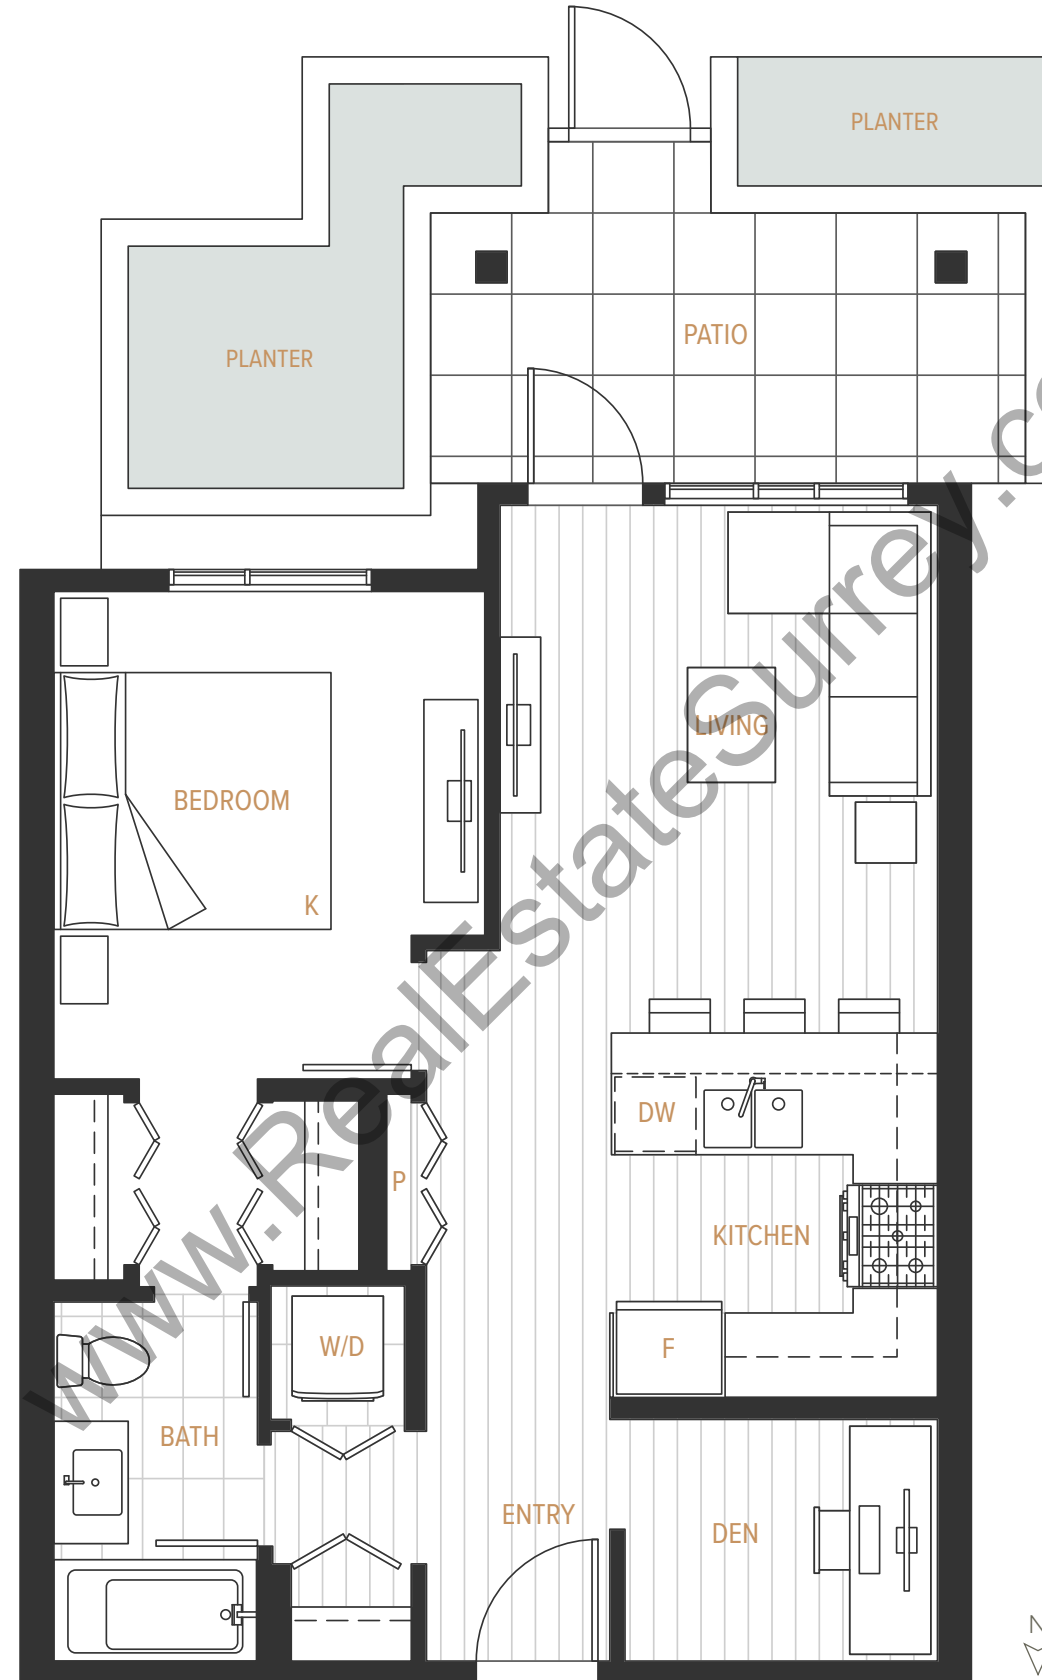 PLANTER
PATIO
PLANTER
LIVING
BEDROOM
K
DW
P
KITCHEN
W/D
F
BATH
ENTRY
DEN
N
www.RealEstateSurrey.c